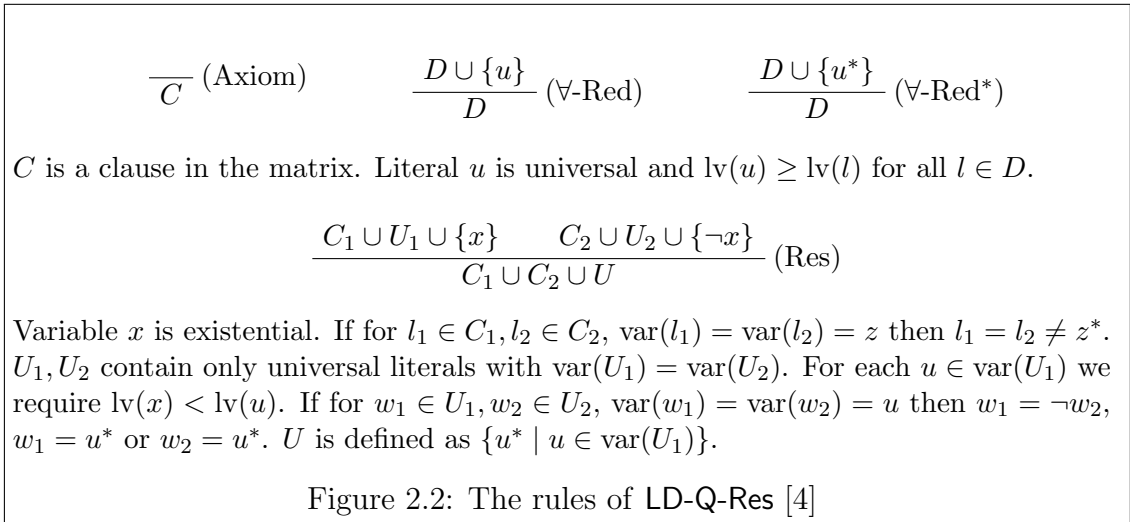 C (Axiom) D ∪ {u} / D (∀-Red) D ∪ {u*} / D (∀-Red*)
C is a clause in the matrix. Literal u is universal and lv(u) ≥ lv(l) for all l ∈ D.
C₁ ∪ U₁ ∪ {x} C₂ ∪ U₂ ∪ {¬x} / C₁ ∪ C₂ ∪ U (Res)
Variable x is existential. If for l₁ ∈ C₁, l₂ ∈ C₂, var(l₁) = var(l₂) = z then l₁ = l₂ ≠ z*.
U₁, U₂ contain only universal literals with var(U₁) = var(U₂). For each u ∈ var(U₁) we
require lv(x) < lv(u). If for w₁ ∈ U₁, w₂ ∈ U₂, var(w₁) = var(w₂) = u then w₁ = ¬w₂,
w₁ = u* or w₂ = u*. U is defined as {u* | u ∈ var(U₁)}.
Figure 2.2: The rules of LD-Q-Res [4]